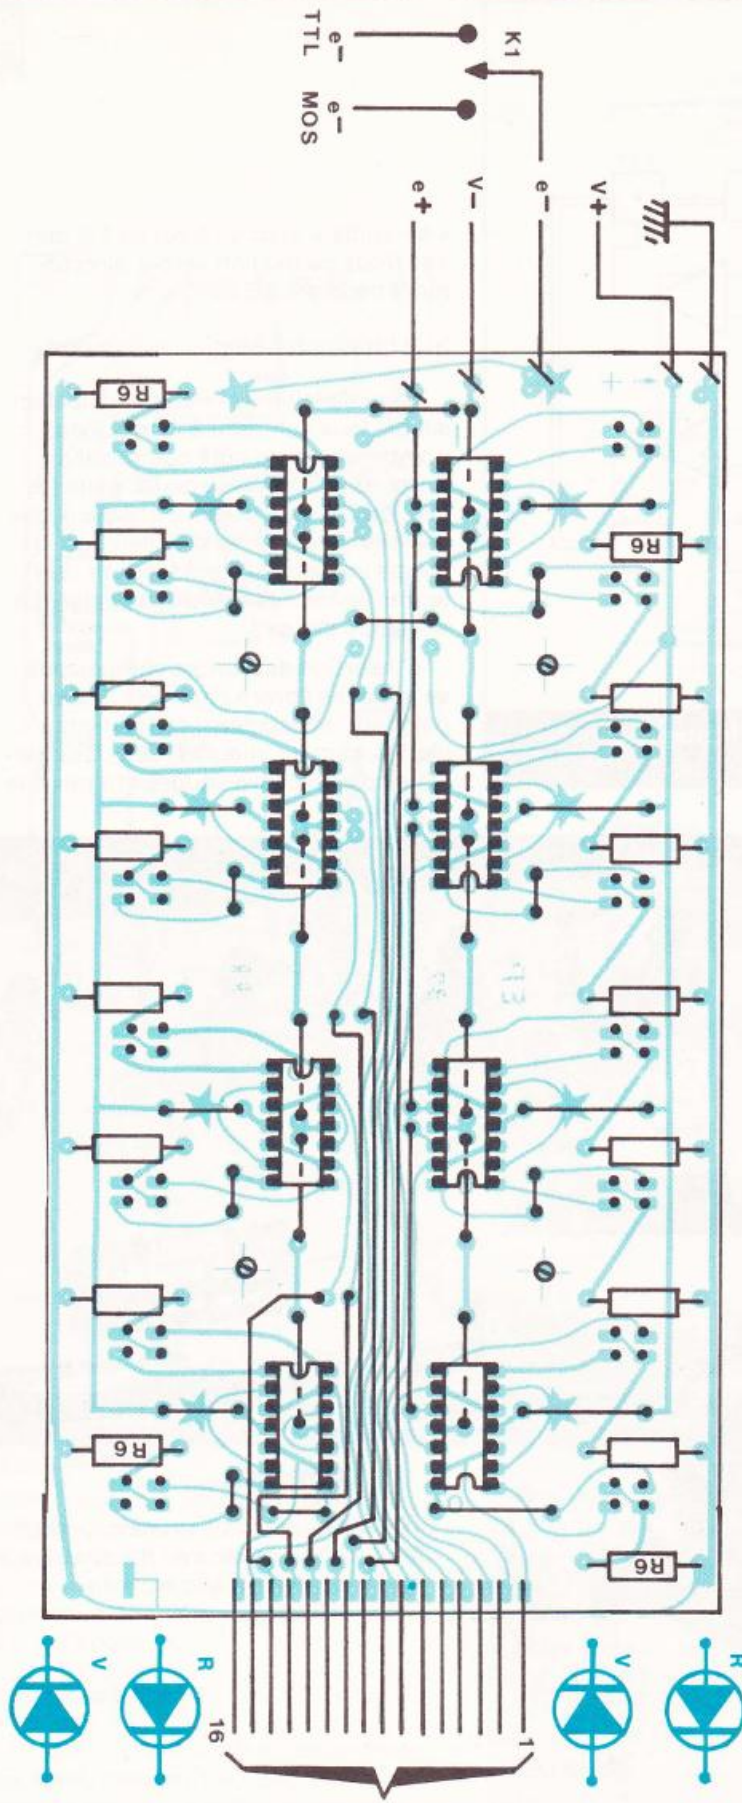 K1
e-
TTL
e-
MOS
e+
V-
e-
V+
R6
R6
+
-
R6
R6
16
1
V
R
V
R